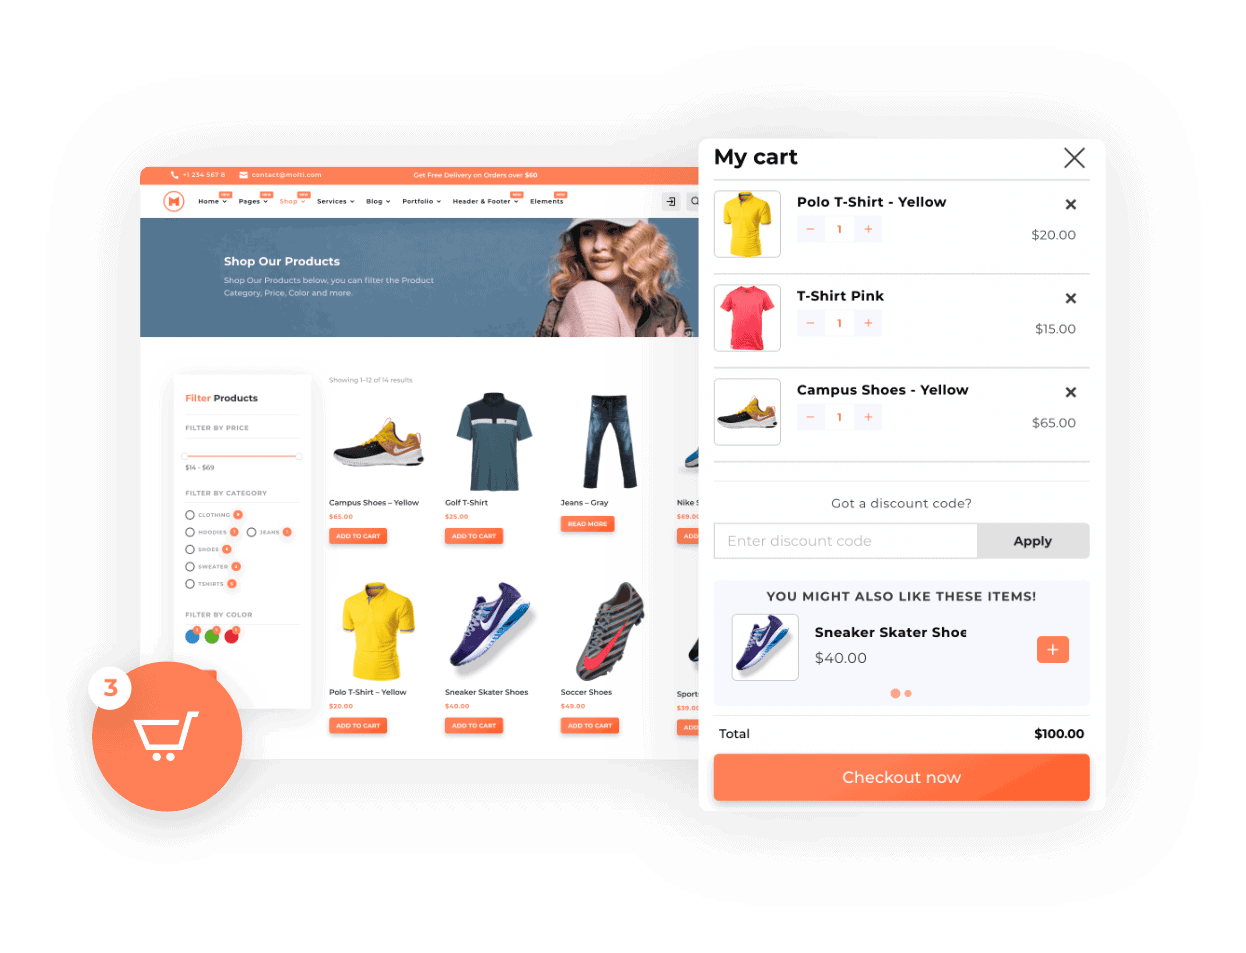 +1 234 567 8
contact@molti.com
Get Free Delivery on Orders over $60
Home
Pages
Shop
Services
Blog
Portfolio
Header & Footer
Elements
NEW
NEW
NEW
NEW
NEW
Shop Our Products
Shop Our Products below, you can filter the Product
Category, Price, Color and more.
Filter Products
FILTER BY PRICE
$14 - $69
FILTER BY CATEGORY
CLOTHING
HOODIES
JEANS
SHOES
SWEATER
TSHIRTS
FILTER BY COLOR
Showing 1–12 of 14 results
Campus Shoes – Yellow
$65.00
ADD TO CART
Golf T-Shirt
$25.00
ADD TO CART
Jeans – Gray
READ MORE
Nike S
$69.0
ADD
Polo T-Shirt – Yellow
$20.00
ADD TO CART
Sneaker Skater Shoes
$40.00
ADD TO CART
Soccer Shoes
$49.00
ADD TO CART
Sports
$39.0
ADD
3
My cart
Polo T-Shirt - Yellow
1
$20.00
T-Shirt Pink
1
$15.00
Campus Shoes - Yellow
1
$65.00
Got a discount code?
Enter discount code
Apply
YOU MIGHT ALSO LIKE THESE ITEMS!
Sneaker Skater Shoe
$40.00
Total
$100.00
Checkout now